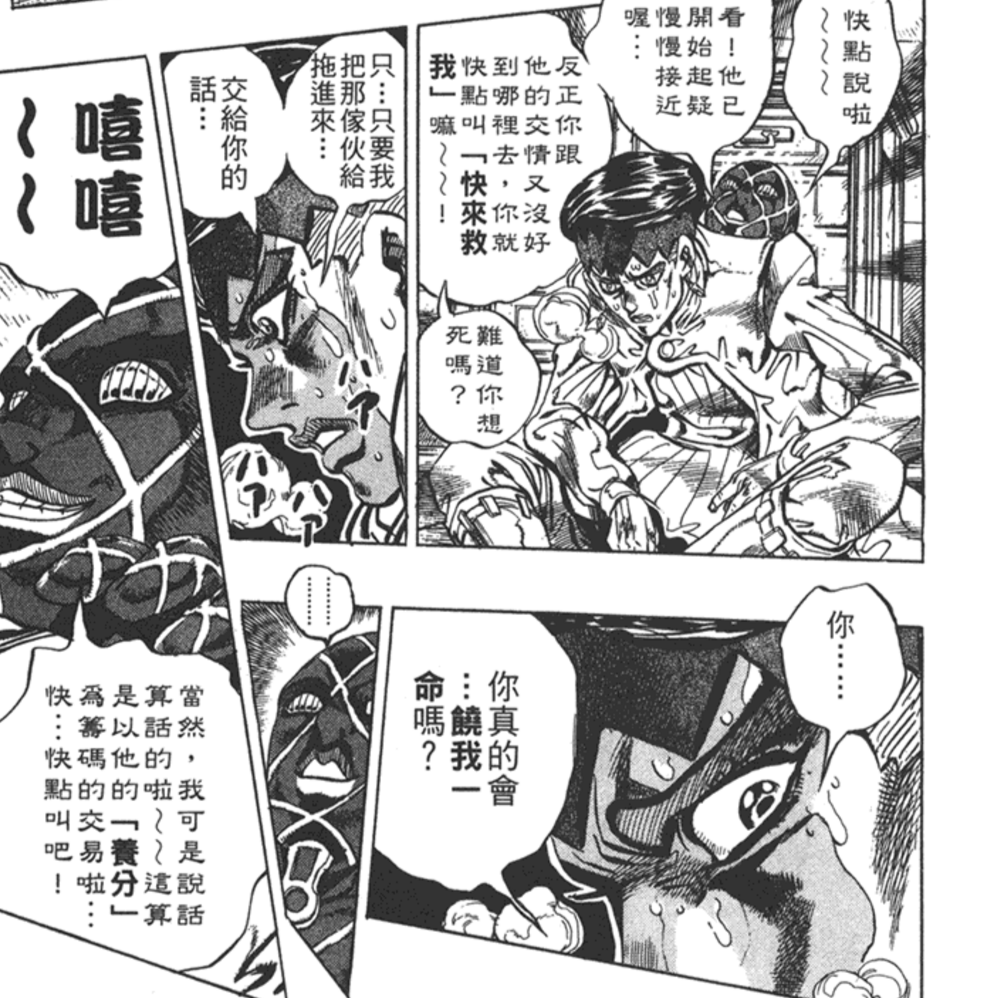 快點說啦
～～～
看！他已
開始起疑
慢慢接近
喔…
反正你跟
他的交情又沒好
到哪裡去，你就
快點叫「快來救
我」嘛～～！
難道你想
死嗎？
只…只要我
把那傢伙給
拖進來…
交給你的
話…
嘻嘻
～～
你……
你真的會
…饒我一
命嗎？
………
當然，我可是說話
算話的啦～～這算
是以他的「養分」
為籌碼的交易啦…
快…快點叫吧！